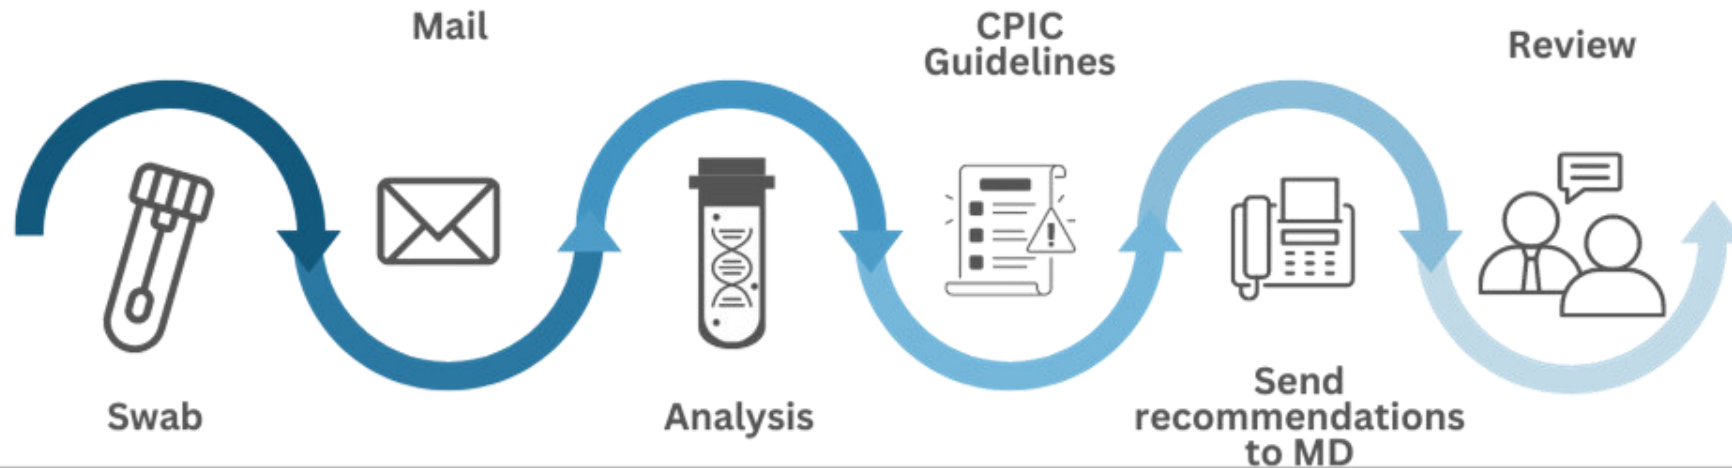 Swab
Mail
Analysis
CPIC
Guidelines
Send
recommendations
to MD
Review